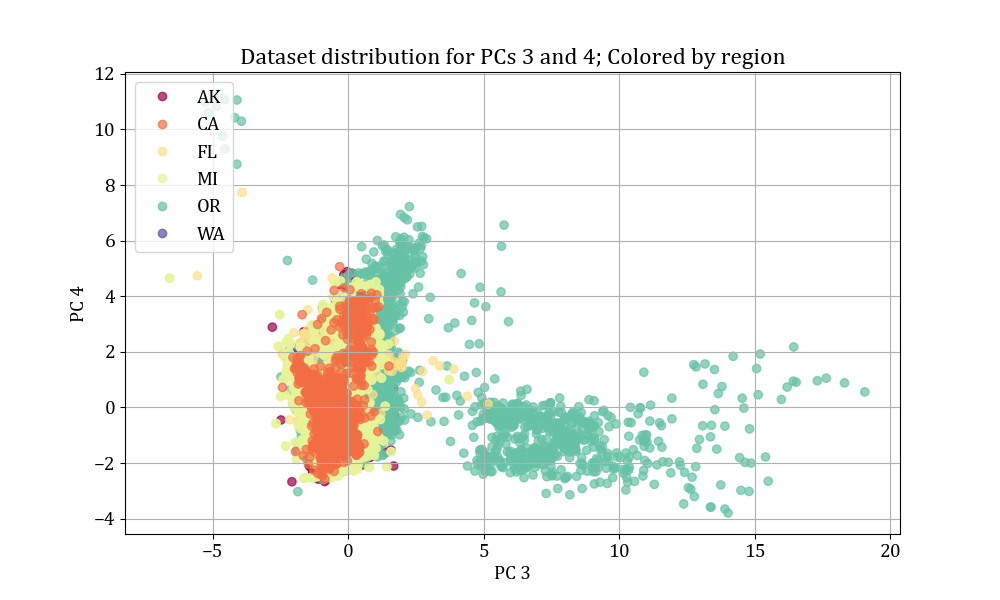 Dataset distribution for PCs 3 and 4; Colored by region
12
10
8
6
4
2
0
−2
−4
PC 4
AK
CA
FL
MI
OR
WA
−5
0
5
10
15
20
PC 3